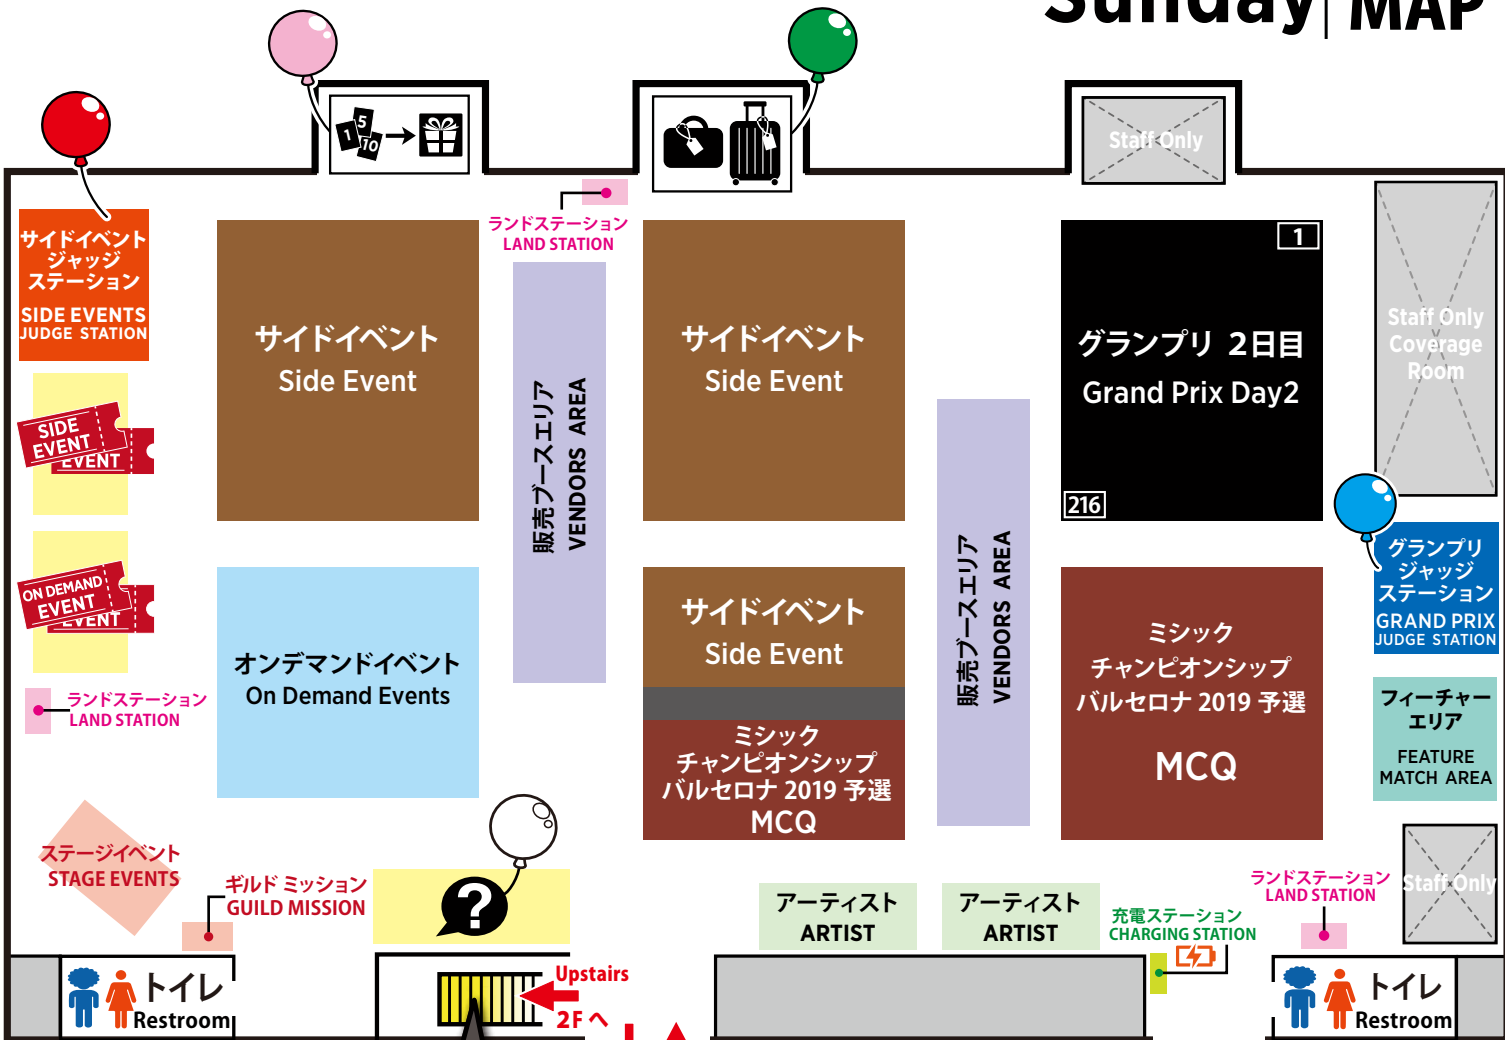 Sunday MAP
1
5
10
Staff Only
ランドステーション
LAND STATION
サイドイベント
ジャッジ
ステーション
SIDE EVENTS
JUDGE STATION
サイドイベント
Side Event
販売ブースエリア
VENDORS AREA
サイドイベント
Side Event
1
グランプリ 2日目
Grand Prix Day2
216
Staff Only
Coverage
Room
SIDE
EVENT
EVENT
ON DEMAND
EVENT
EVENT
ランドステーション
LAND STATION
オンデマンドイベント
On Demand Events
サイドイベント
Side Event
ミシック
チャンピオンシップ
バルセロナ 2019 予選
MCQ
販売ブースエリア
VENDORS AREA
ミシック
チャンピオンシップ
バルセロナ 2019 予選
MCQ
グランプリ
ジャッジ
ステーション
GRAND PRIX
JUDGE STATION
フィーチャー
エリア
FEATURE
MATCH AREA
ステージイベント
STAGE EVENTS
ギルド ミッション
GUILD MISSION
?
アーティスト
ARTIST
アーティスト
ARTIST
充電ステーション
CHARGING STATION
ランドステーション
LAND STATION
Staff Only
トイレ
Restroom
Upstairs
2F へ
トイレ
Restroom